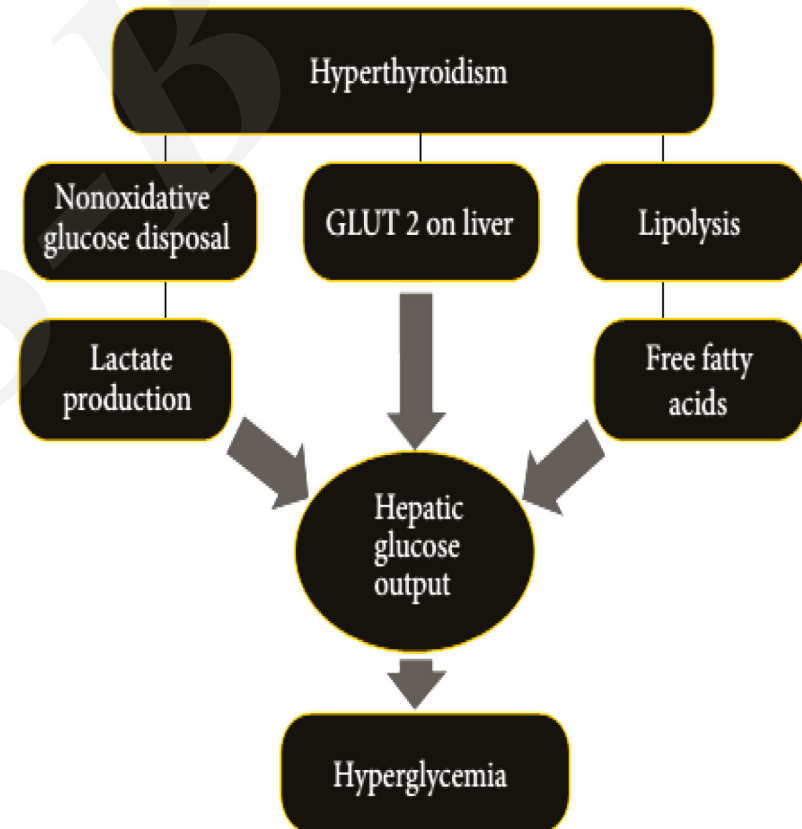 Hyperthyroidism
Nonoxidative
glucose disposal
GLUT 2 on liver
Lipolysis
Lactate
production
Free fatty
acids
Hepatic
glucose
output
Hyperglycemia